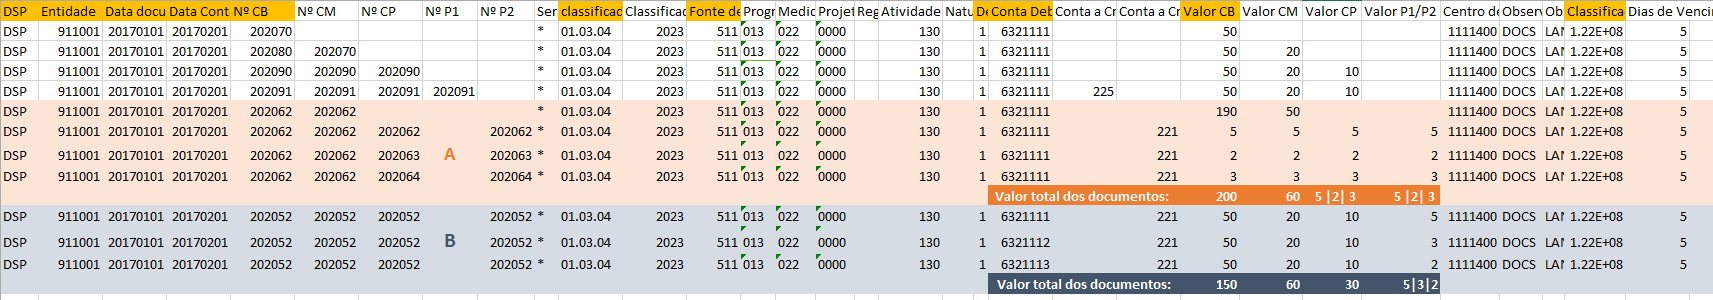 DSP Entidade Data docu Data Cont Nº CB Nº CM Nº CP Nº P1 Nº P2 Ser classificad Classificad Fonte de Progr Medic Projet Reg Atividade Natu De Conta Deb Conta a Cr Conta a Cr Valor CB Valor CM Valor CP Valor P1/P2 Centro de Observ Ob Classifica Dias de Venci
DSP 911001 20170101 20170201 202070 * 01.03.04 2023 511 013 022 0000 130 1 6321111 50 1111400 DOCS LAN 1.22E+08 5
DSP 911001 20170101 20170201 202080 202070 * 01.03.04 2023 511 013 022 0000 130 1 6321111 50 20 1111400 DOCS LAN 1.22E+08 5
DSP 911001 20170101 20170201 202090 202090 202090 * 01.03.04 2023 511 013 022 0000 130 1 6321111 50 20 10 1111400 DOCS LAN 1.22E+08 5
DSP 911001 20170101 20170201 202091 202091 202091 202091 * 01.03.04 2023 511 013 022 0000 130 1 6321111 225 50 20 10 1111400 DOCS LAN 1.22E+08 5
DSP 911001 20170101 20170201 202062 202062 * 01.03.04 2023 511 013 022 0000 130 1 6321111 190 50 1111400 DOCS LAN 1.22E+08 5
DSP 911001 20170101 20170201 202062 202062 202062 202062 * 01.03.04 2023 511 013 022 0000 130 1 6321111 221 5 5 5 5 1111400 DOCS LAN 1.22E+08 5
DSP 911001 20170101 20170201 202062 202062 202063 A 202063 * 01.03.04 2023 511 013 022 0000 130 1 6321111 221 2 2 2 2 1111400 DOCS LAN 1.22E+08 5
DSP 911001 20170101 20170201 202062 202062 202064 202064 * 01.03.04 2023 511 013 022 0000 130 1 6321111 221 3 3 3 3 1111400 DOCS LAN 1.22E+08 5
Valor total dos documentos: 200 60 5 |2| 3 5 |2| 3
DSP 911001 20170101 20170201 202052 202052 202052 202052 * 01.03.04 2023 511 013 022 0000 130 1 6321111 221 50 20 10 5 1111400 DOCS LAN 1.22E+08 5
DSP 911001 20170101 20170201 202052 202052 202052 B 202052 * 01.03.04 2023 511 013 022 0000 130 1 6321112 221 50 20 10 3 1111400 DOCS LAN 1.22E+08 5
DSP 911001 20170101 20170201 202052 202052 202052 202052 * 01.03.04 2023 511 013 022 0000 130 1 6321113 221 50 20 10 2 1111400 DOCS LAN 1.22E+08 5
Valor total dos documentos: 150 60 30 5|3|2